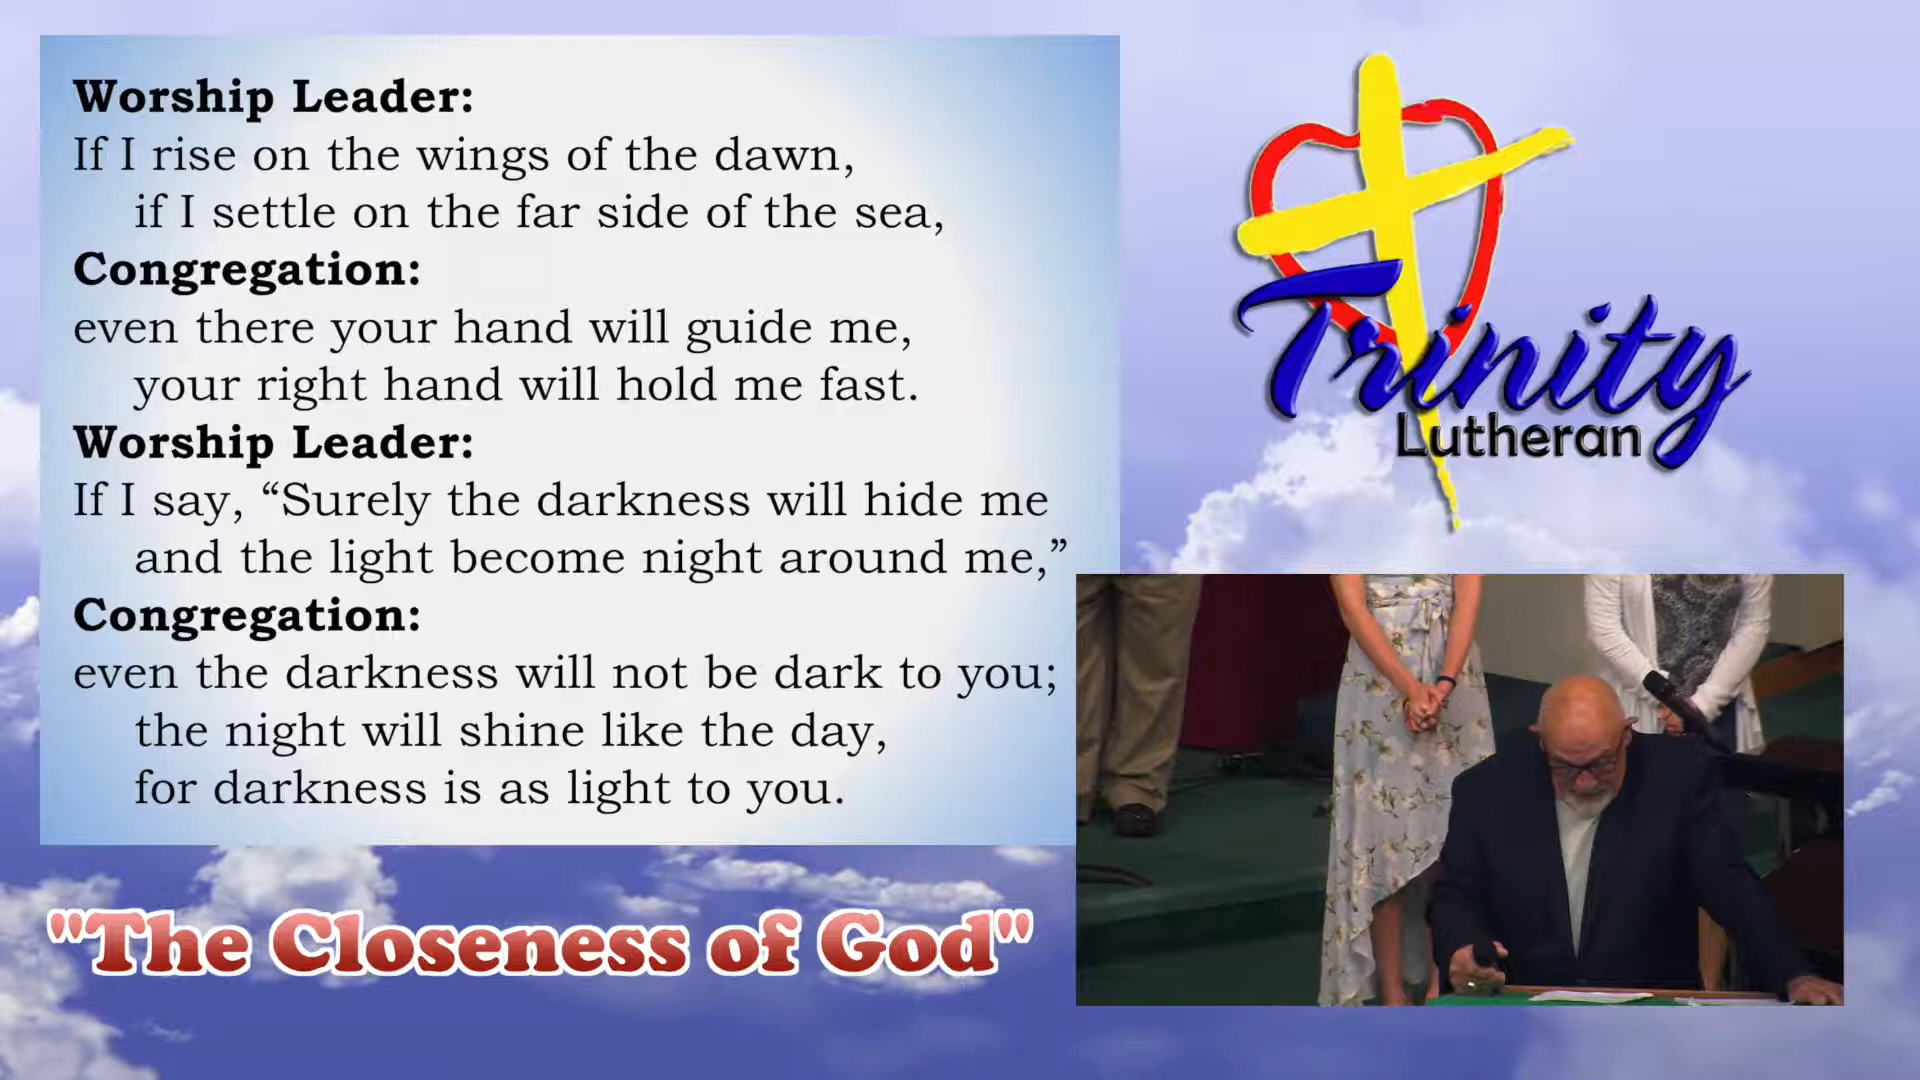 Worship Leader:
If I rise on the wings of the dawn,
if I settle on the far side of the sea,
Congregation:
even there your hand will guide me,
your right hand will hold me fast.
Worship Leader:
If I say, “Surely the darkness will hide me
and the light become night around me,”
Congregation:
even the darkness will not be dark to you;
the night will shine like the day,
for darkness is as light to you.
"The Closeness of God"
Trinity
Lutheran